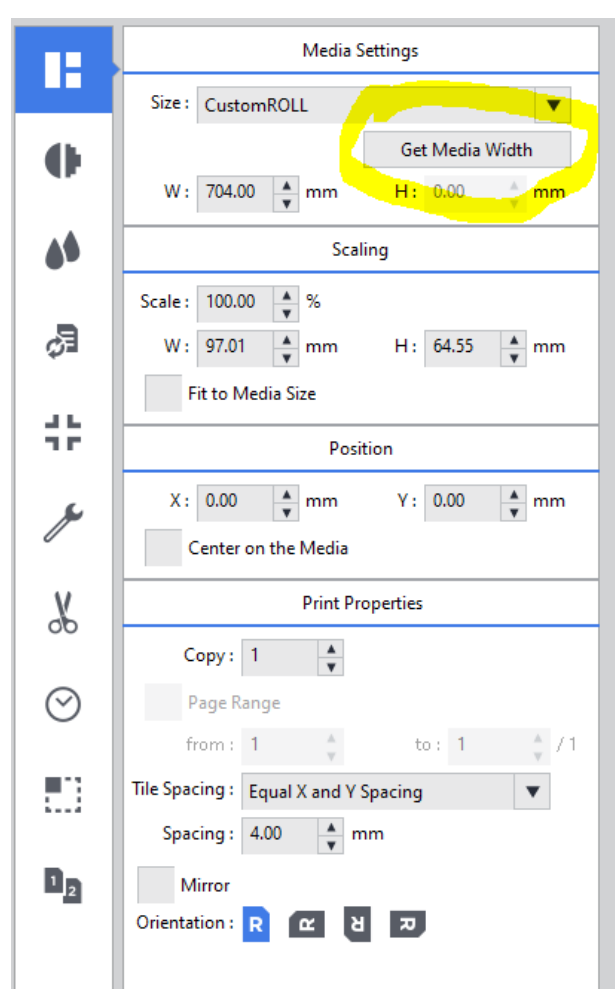 Media Settings
Size : CustomROLL
Get Media Width
W : 704.00 mm H : 0.00 mm
Scaling
Scale : 100.00 %
W : 97.01 mm H : 64.55 mm
Fit to Media Size
Position
X : 0.00 mm Y : 0.00 mm
Center on the Media
Print Properties
Copy : 1
Page Range
from : 1 to : 1 / 1
Tile Spacing : Equal X and Y Spacing
Spacing : 4.00 mm
1 2
Mirror
Orientation : R R R R